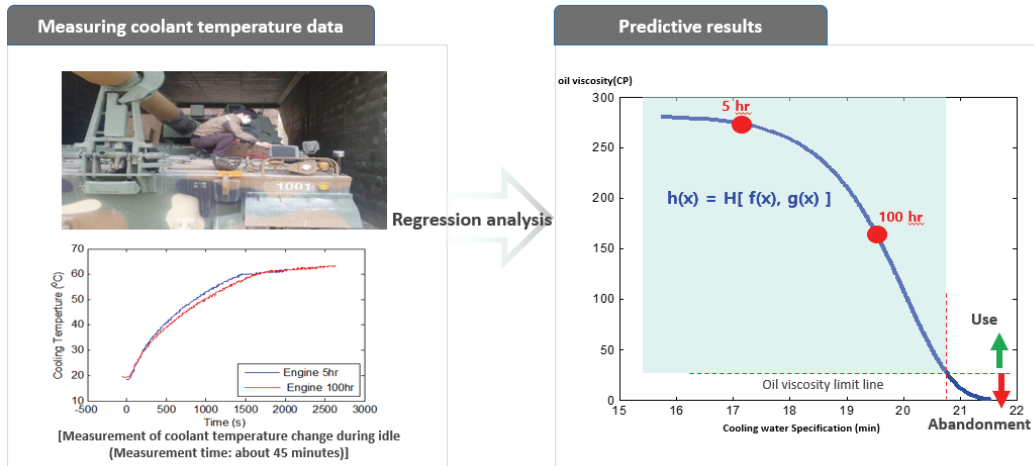 Measuring coolant temperature data
1001
Cooling Temperture (⁰C)
70
60
50
40
30
20
10
-500
0
500
1000
1500
2000
2500
3000
Engine 5hr
Engine 100hr
Time (s)
[Measurement of coolant temperature change during idle
(Measurement time: about 45 minutes)]
Regression analysis
Predictive results
oil viscosity(CP)
300
250
200
150
100
50
0
5 hr
h(x) = H[ f(x), g(x) ]
100 hr
Use
Oil viscosity limit line
15
16
17
18
19
20
21
22
Cooling water Specification (min)
Abandonment